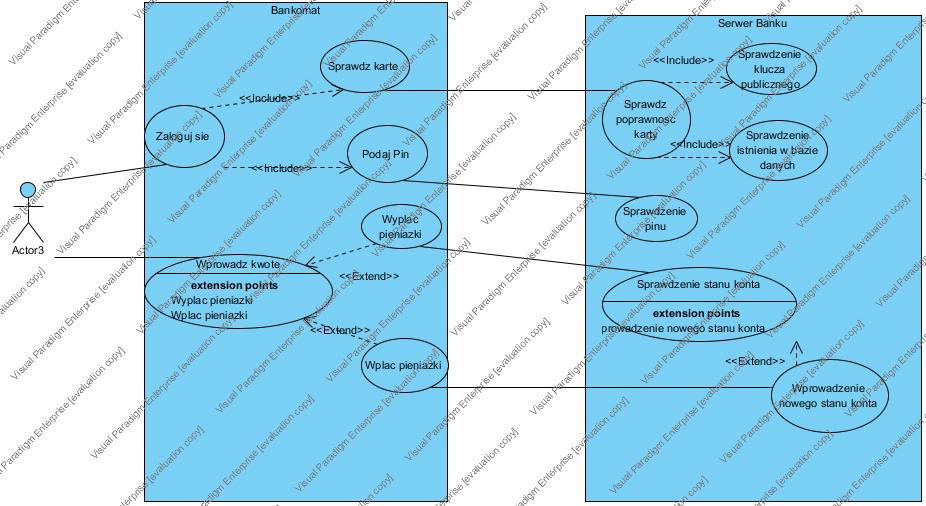 Bankomat
Serwer Banku
Sprawdz karte
<<Include>>
Zaloguj sie
<<Include>>
Podaj Pin
Actor3
Wyplac
pieniazki
Wprowadz kwote
extension points
Wyplac pieniazki
Wplac pieniazki
<<Extend>>
<<Extend>>
Wplac pieniazki
<<Include>>
Sprawdzenie
klucza
publicznego
Sprawdz
poprawnosc
karty
<<Include>>
Sprawdzenie
istnienia w bazie
danych
Sprawdzenie
pinu
Sprawdzenie stanu konta
extension points
prowadzenie nowego stanu konta
<<Extend>>
Wprowadzenie
nowego stanu konta
Visual Paradigm Enterprise [evaluation copy]